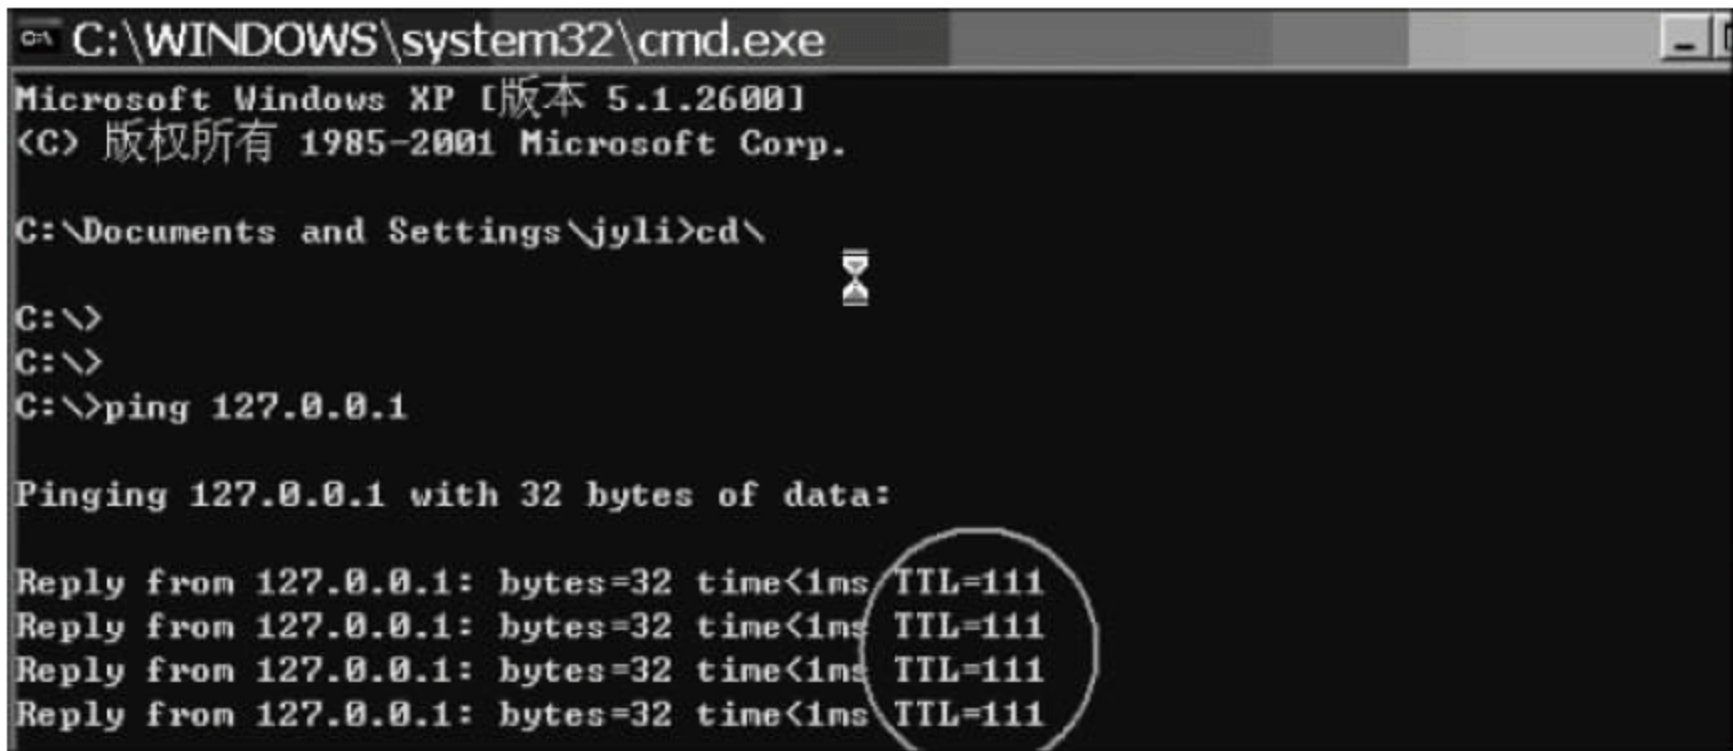 C:\WINDOWS\system32\cmd.exe
Microsoft Windows XP [版本 5.1.2600]
(C) 版权所有 1985-2001 Microsoft Corp.
C:\Documents and Settings\jyli>cd\
C:\>
C:\>
C:\>ping 127.0.0.1
Pinging 127.0.0.1 with 32 bytes of data:
Reply from 127.0.0.1: bytes=32 time<1ms TTL=111
Reply from 127.0.0.1: bytes=32 time<1ms TTL=111
Reply from 127.0.0.1: bytes=32 time<1ms TTL=111
Reply from 127.0.0.1: bytes=32 time<1ms TTL=111